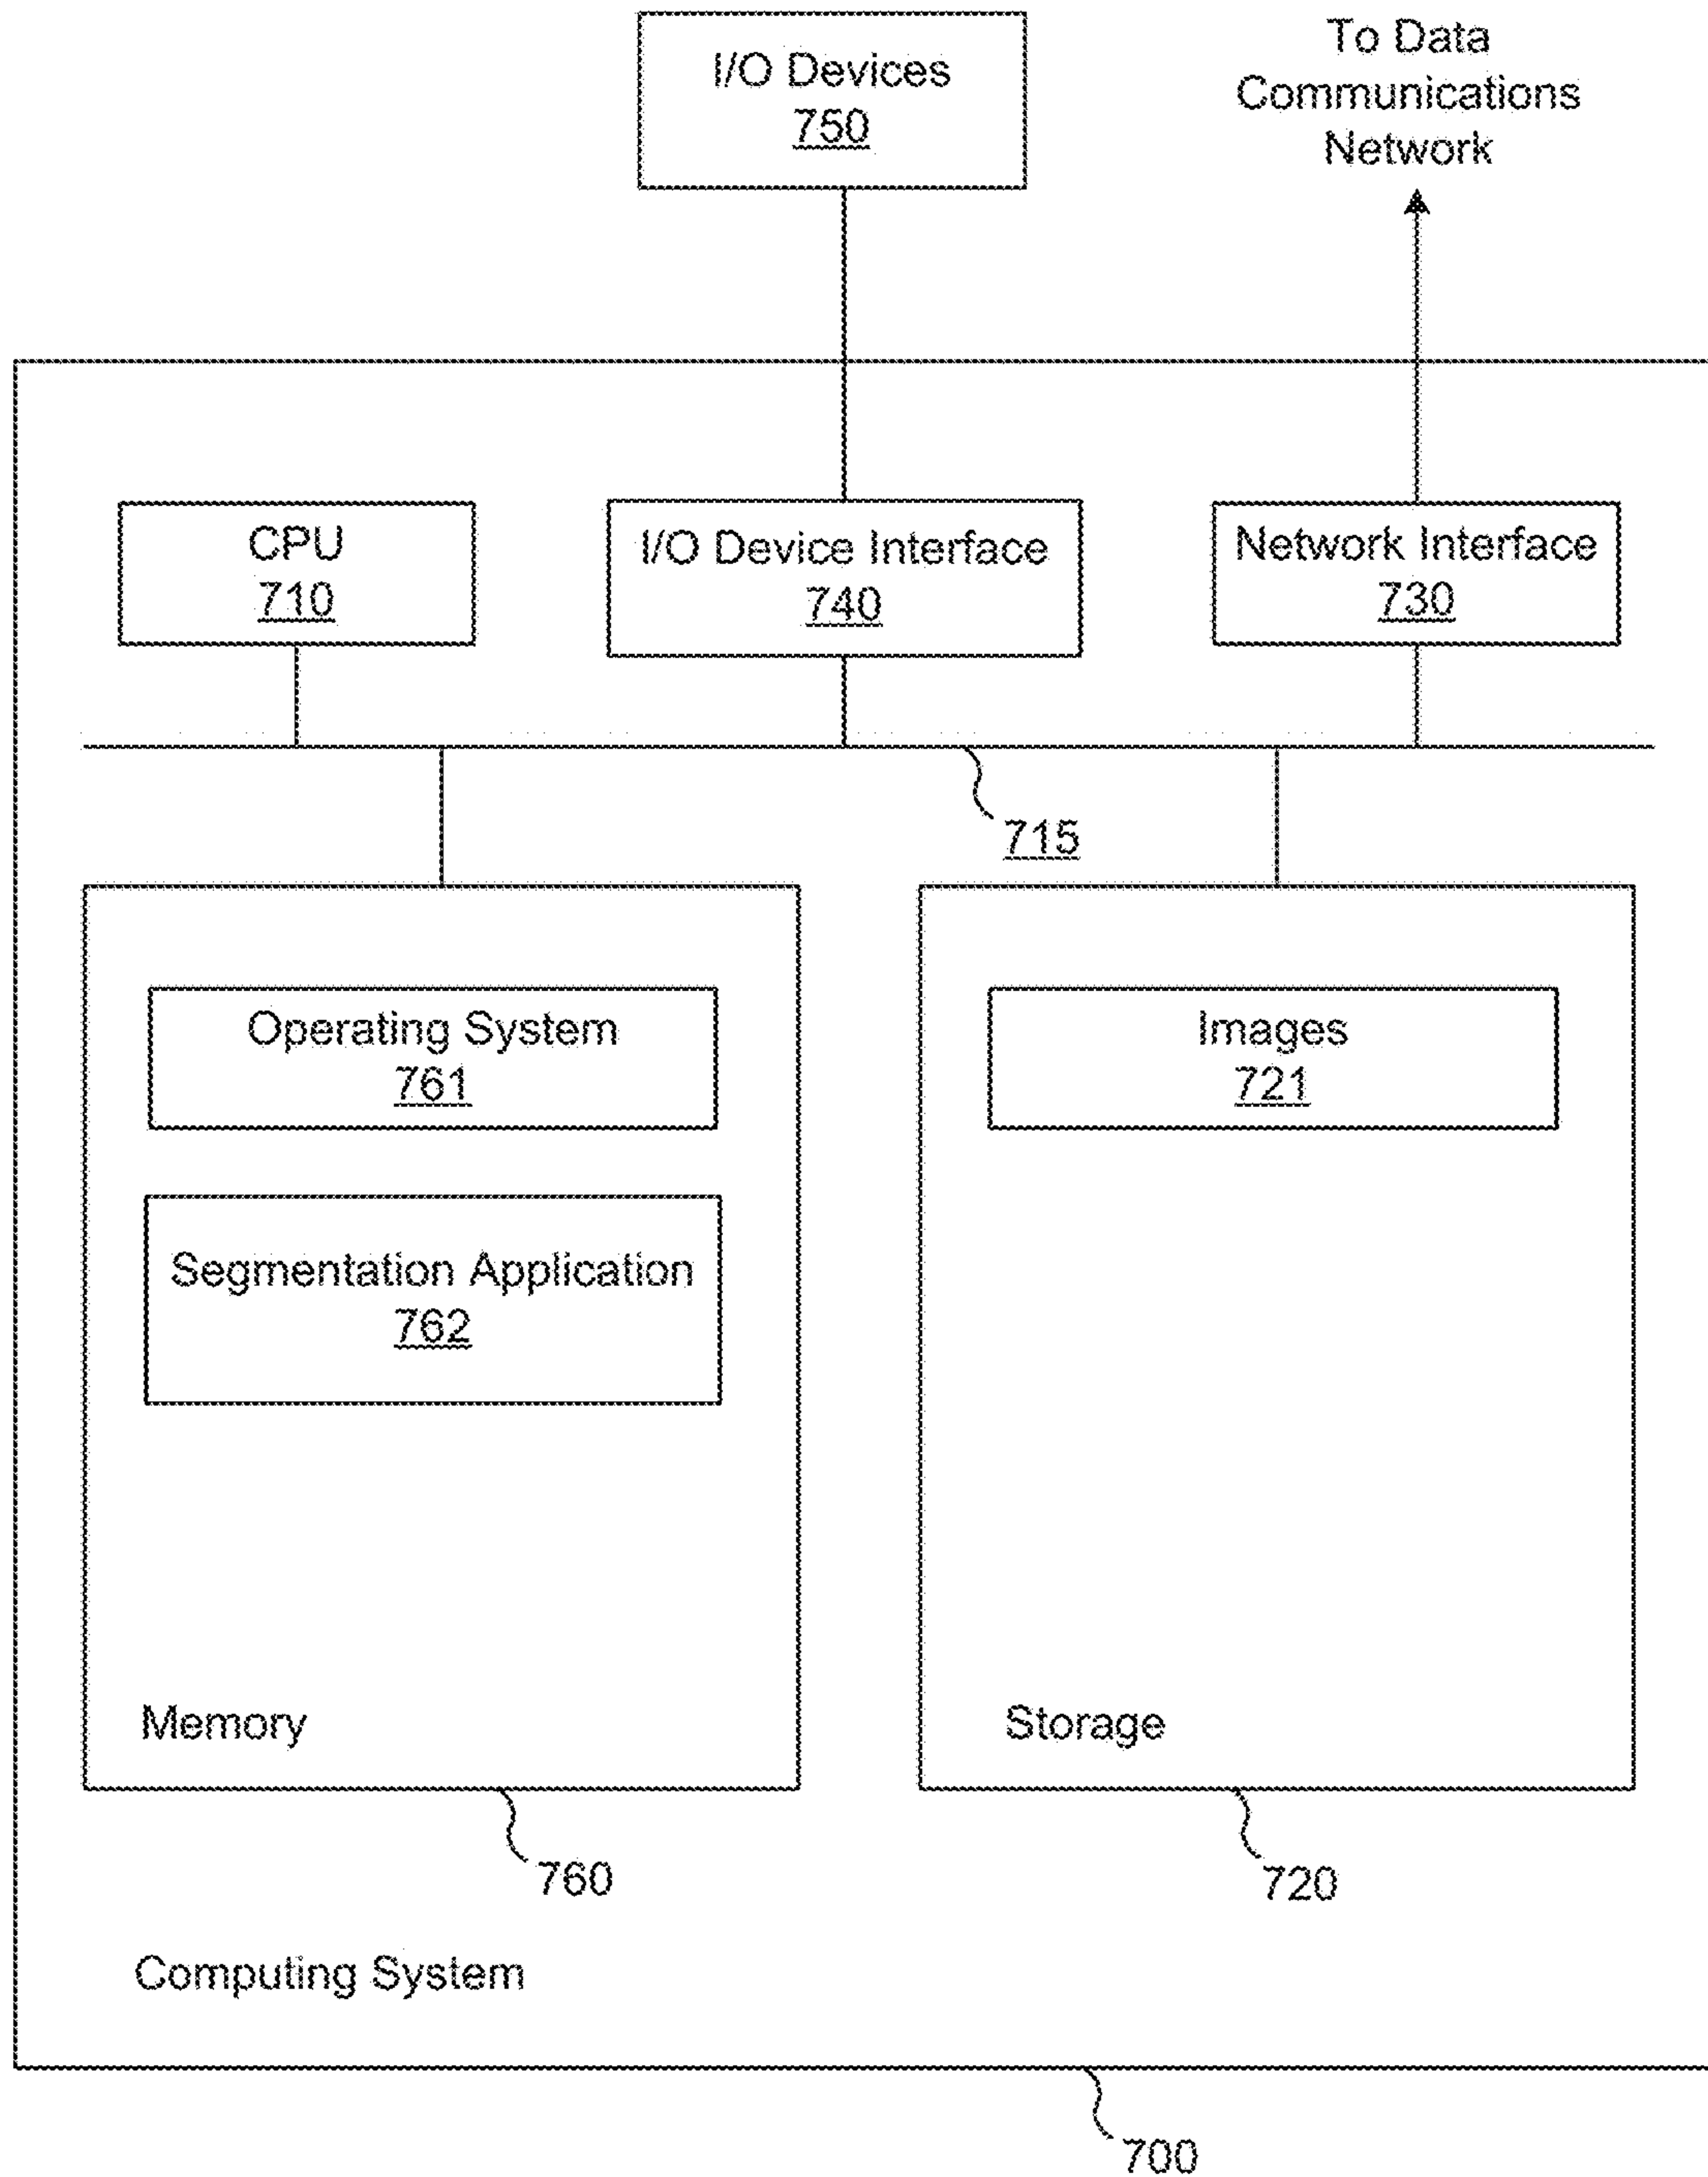 I/O Devices
750
To Data
Communications
Network
CPU
710
I/O Device Interface
740
Network Interface
730
715
Operating System
761
Segmentation Application
762
Memory
760
Images
721
Storage
720
Computing System
700